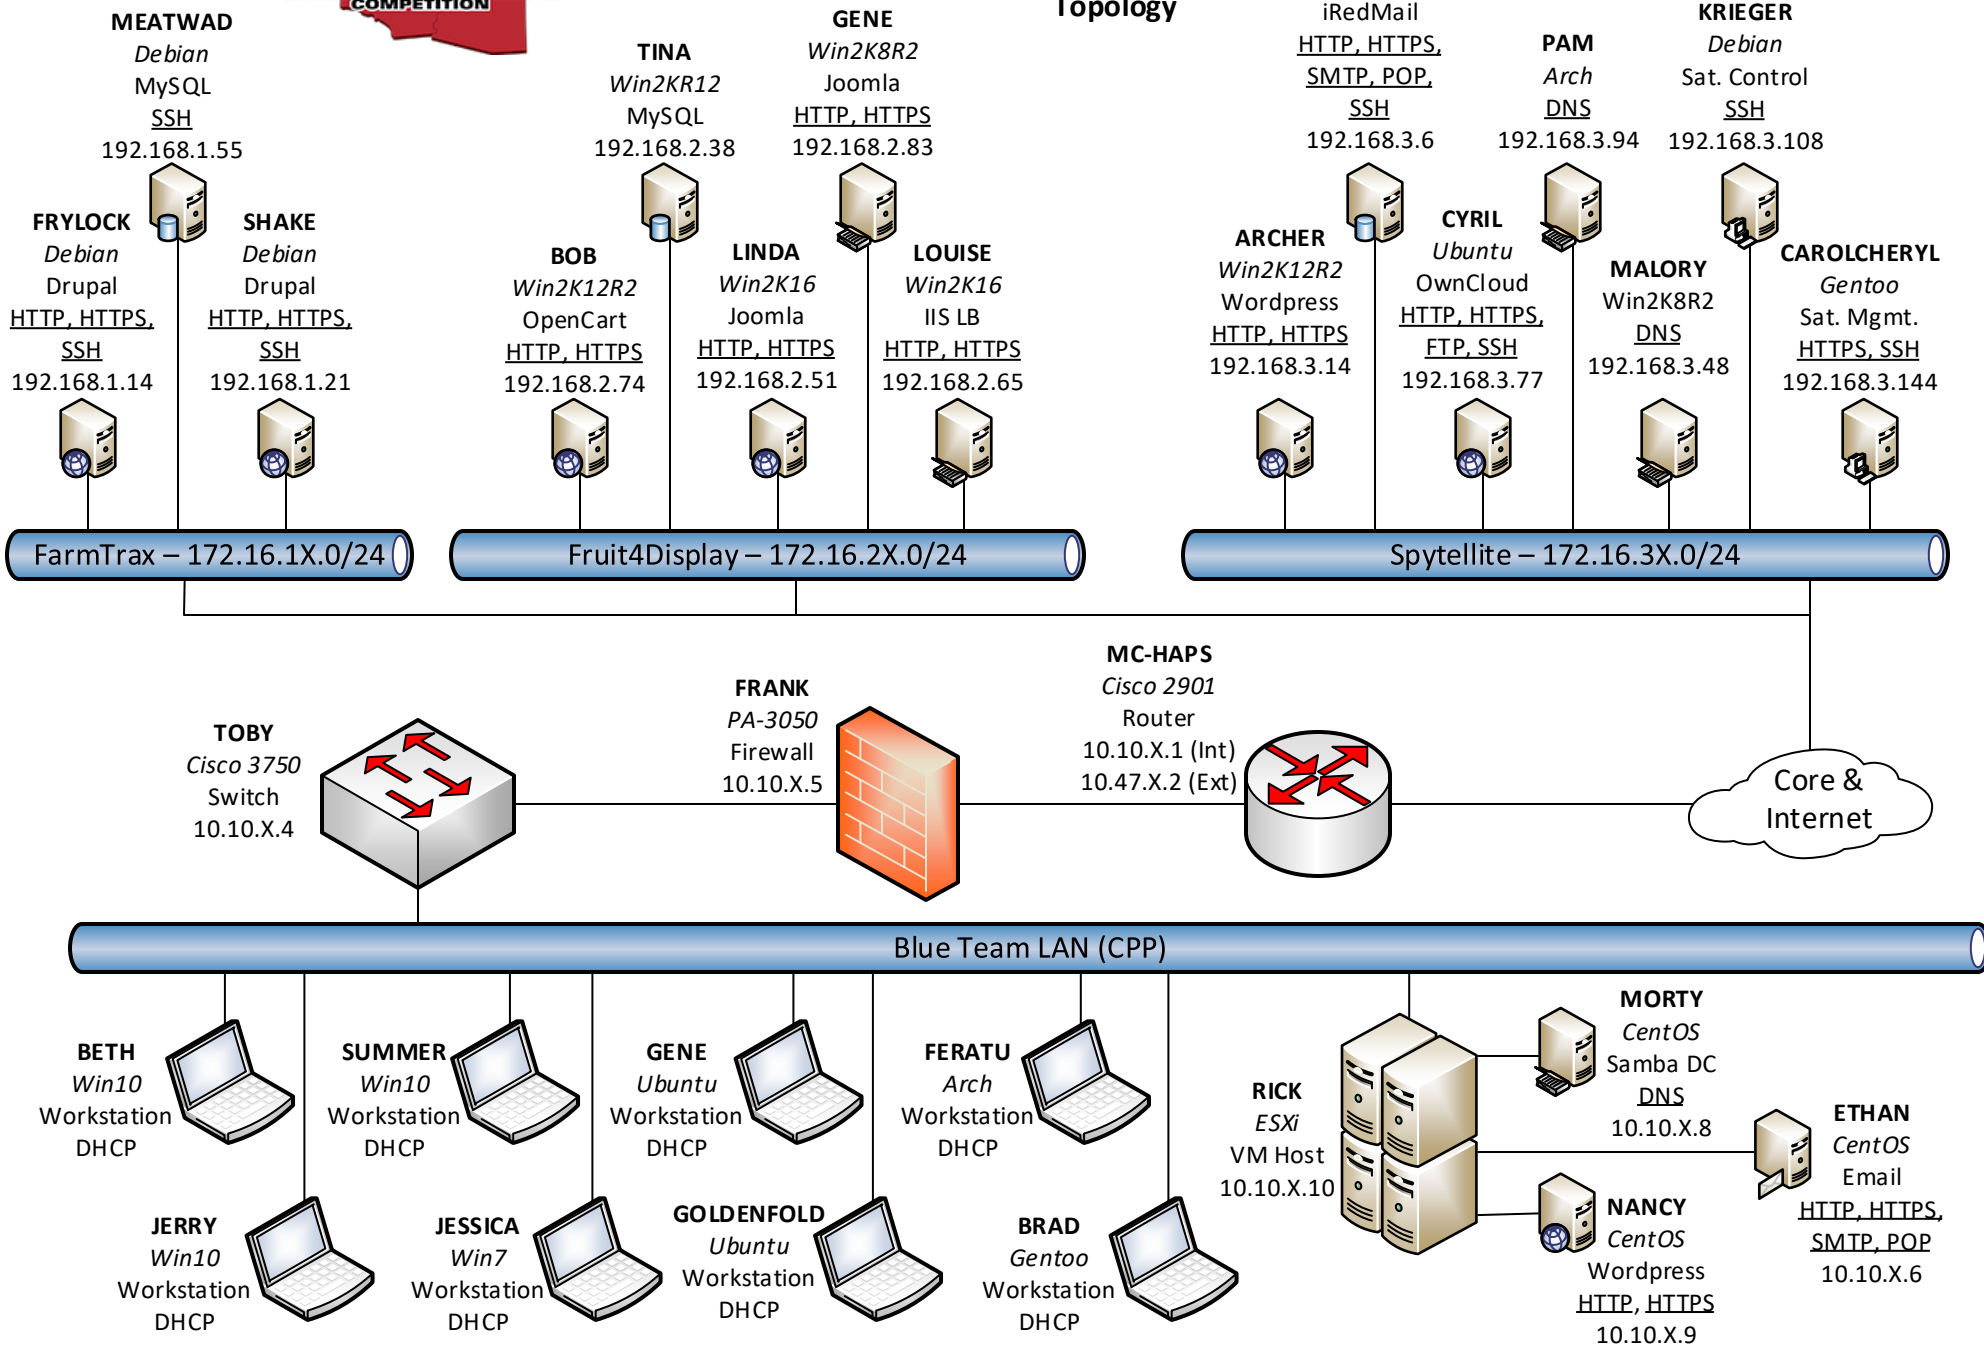 COMPETITION
Topology
MEATWAD
Debian
MySQL
SSH
192.168.1.55
FRYLOCK
Debian
Drupal
HTTP, HTTPS,
SSH
192.168.1.14
SHAKE
Debian
Drupal
HTTP, HTTPS,
SSH
192.168.1.21
TINA
Win2KR12
MySQL
192.168.2.38
GENE
Win2K8R2
Joomla
HTTP, HTTPS
192.168.2.83
BOB
Win2K12R2
OpenCart
HTTP, HTTPS
192.168.2.74
LINDA
Win2K16
Joomla
HTTP, HTTPS
192.168.2.51
LOUISE
Win2K16
IIS LB
HTTP, HTTPS
192.168.2.65
iRedMail
HTTP, HTTPS,
SMTP, POP,
SSH
192.168.3.6
PAM
Arch
DNS
192.168.3.94
KRIEGER
Debian
Sat. Control
SSH
192.168.3.108
ARCHER
Win2K12R2
Wordpress
HTTP, HTTPS
192.168.3.14
CYRIL
Ubuntu
OwnCloud
HTTP, HTTPS,
FTP, SSH
192.168.3.77
MALORY
Win2K8R2
DNS
192.168.3.48
CAROLCHERYL
Gentoo
Sat. Mgmt.
HTTPS, SSH
192.168.3.144
FarmTrax – 172.16.1X.0/24
Fruit4Display – 172.16.2X.0/24
Spytellite – 172.16.3X.0/24
TOBY
Cisco 3750
Switch
10.10.X.4
FRANK
PA-3050
Firewall
10.10.X.5
MC-HAPS
Cisco 2901
Router
10.10.X.1 (Int)
10.47.X.2 (Ext)
Core &
Internet
Blue Team LAN (CPP)
BETH
Win10
Workstation
DHCP
SUMMER
Win10
Workstation
DHCP
GENE
Ubuntu
Workstation
DHCP
FERATU
Arch
Workstation
DHCP
JERRY
Win10
Workstation
DHCP
JESSICA
Win7
Workstation
DHCP
GOLDENFOLD
Ubuntu
Workstation
DHCP
BRAD
Gentoo
Workstation
DHCP
RICK
ESXi
VM Host
10.10.X.10
MORTY
CentOS
Samba DC
DNS
10.10.X.8
ETHAN
CentOS
Email
HTTP, HTTPS,
SMTP, POP
10.10.X.6
NANCY
CentOS
Wordpress
HTTP, HTTPS
10.10.X.9